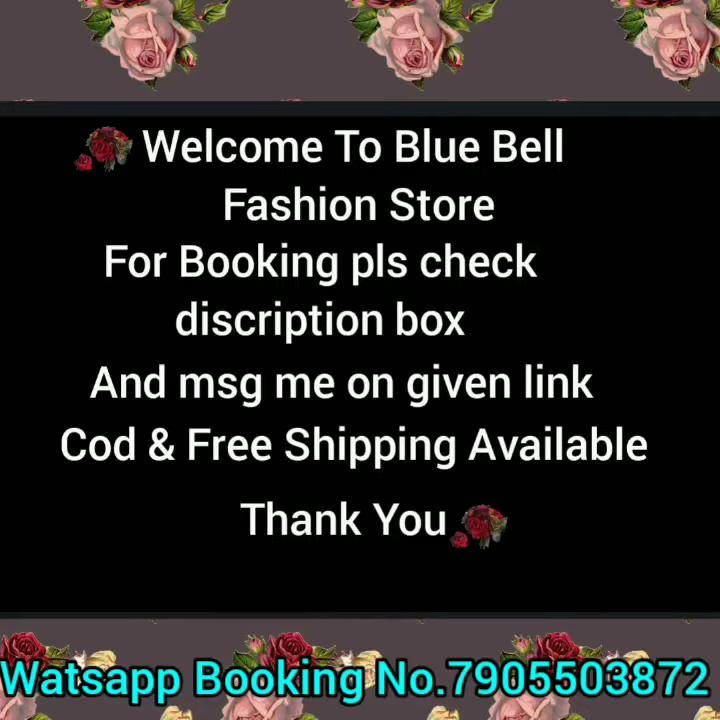 Welcome To Blue Bell
Fashion Store
For Booking pls check
discription box
And msg me on given link
Cod & Free Shipping Available
Thank You
Watsapp Booking No.7905503872